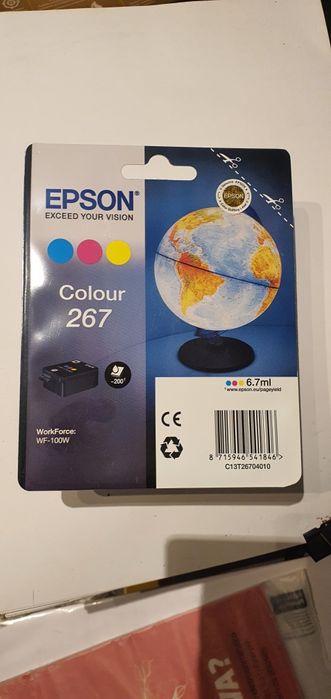 EPSON®
EXCEED YOUR VISION
EPSON
Colour
267
~200*
WorkForce:
WF-100W
6.7ml
*www.epson.eu/pageyield
CE
8 715946 541846 >
C13T26704010